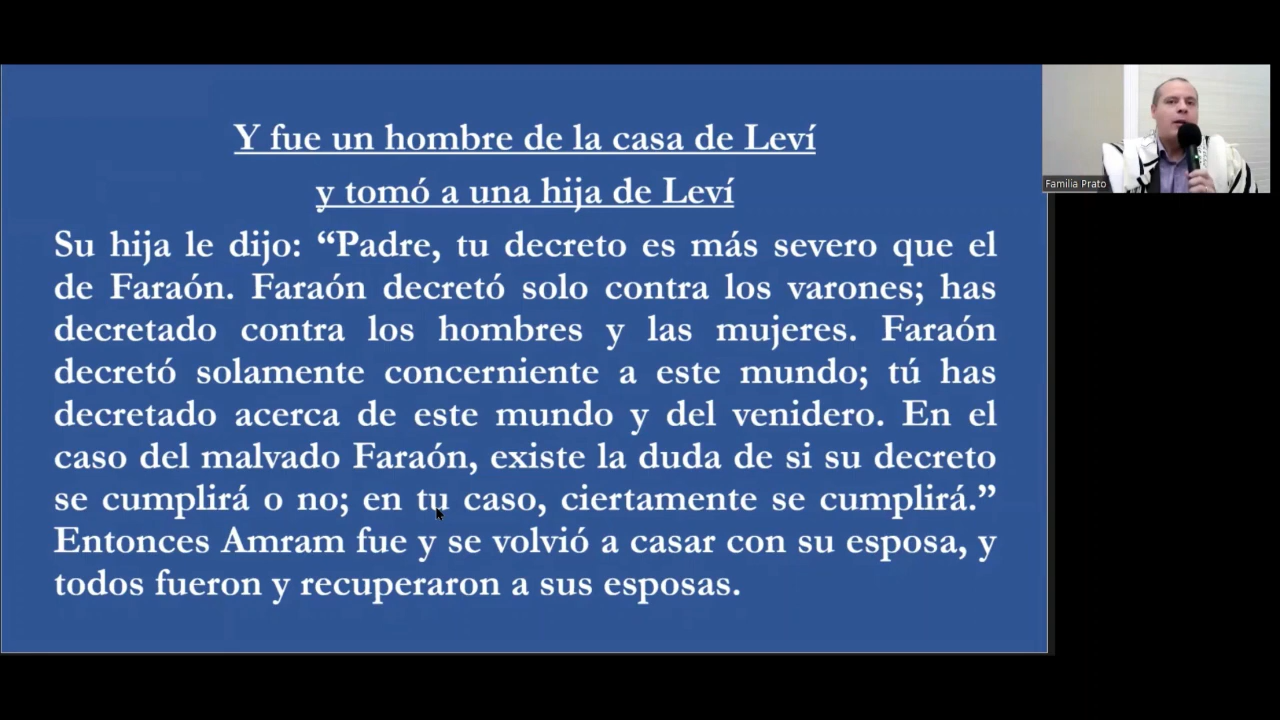 Y fue un hombre de la casa de Leví
y tomó a una hija de Leví
Su hija le dijo: “Padre, tu decreto es más severo que el
de Faraón. Faraón decretó solo contra los varones; has
decretado contra los hombres y las mujeres. Faraón
decretó solamente concerniente a este mundo; tú has
decretado acerca de este mundo y del venidero. En el
caso del malvado Faraón, existe la duda de si su decreto
se cumplirá o no; en tu caso, ciertamente se cumplirá.”
Entonces Amram fue y se volvió a casar con su esposa, y
todos fueron y recuperaron a sus esposas.
Familia Prato